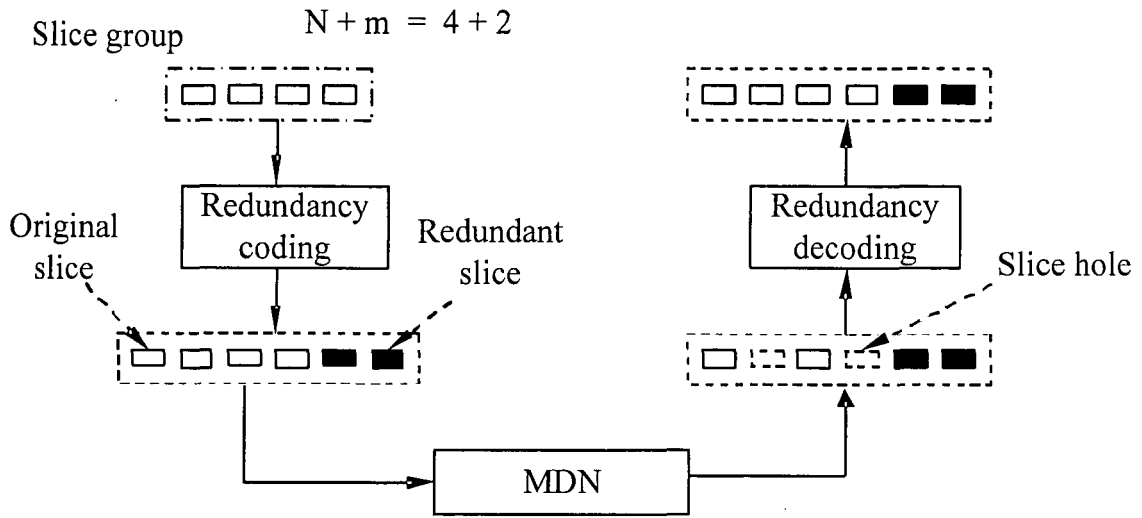 N + m = 4 + 2
Slice group
Redundancy
coding
Original
slice
Redundant
slice
MDN
Redundancy
decoding
Slice hole